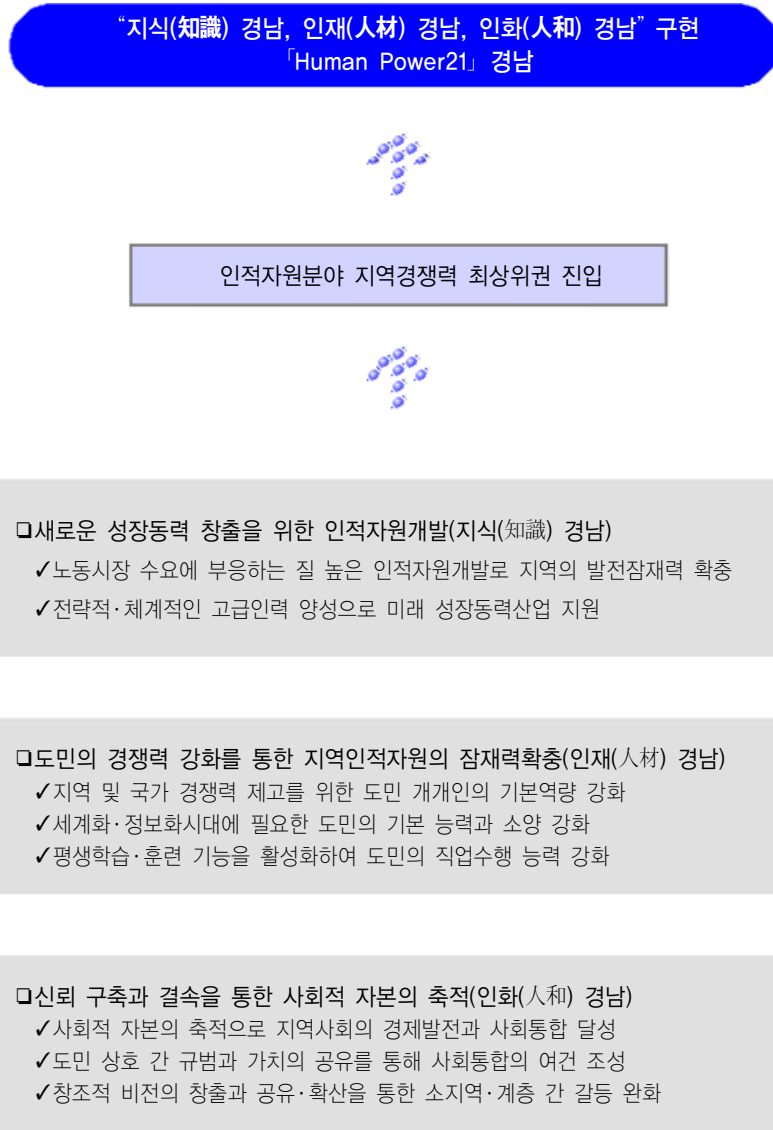 “지식(知識) 경남, 인재(人材) 경남, 인화(人和) 경남” 구현
「Human Power21」 경남
인적자원분야 지역경쟁력 최상위권 진입
❏새로운 성장동력 창출을 위한 인적자원개발(지식(知識) 경남)
✓노동시장 수요에 부응하는 질 높은 인적자원개발로 지역의 발전잠재력 확충
✓전략적·체계적인 고급인력 양성으로 미래 성장동력산업 지원
❏도민의 경쟁력 강화를 통한 지역인적자원의 잠재력확충(인재(人材) 경남)
✓지역 및 국가 경쟁력 제고를 위한 도민 개개인의 기본역량 강화
✓세계화·정보화시대에 필요한 도민의 기본 능력과 소양 강화
✓평생학습·훈련 기능을 활성화하여 도민의 직업수행 능력 강화
❏신뢰 구축과 결속을 통한 사회적 자본의 축적(인화(人和) 경남)
✓사회적 자본의 축적으로 지역사회의 경제발전과 사회통합 달성
✓도민 상호 간 규범과 가치의 공유를 통해 사회통합의 여건 조성
✓창조적 비전의 창출과 공유·확산을 통한 소지역·계층 간 갈등 완화